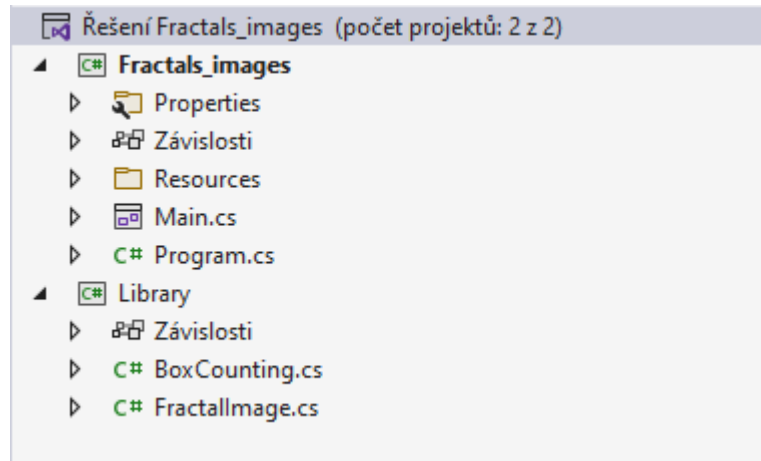 Řešení Fractals_images (počet projektů: 2 z 2)
C# Fractals_images
Properties
Závislosti
Resources
Main.cs
C# Program.cs
C# Library
Závislosti
C# BoxCounting.cs
C# FractalImage.cs